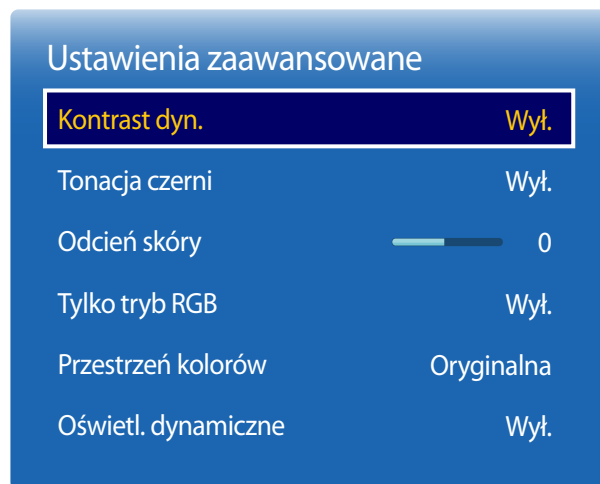 Ustawienia zaawansowane
Kontrast dyn. Wył.
Tonacja czerni Wył.
Odcień skóry 0
Tylko tryb RGB Wył.
Przestrzeń kolorów Oryginalna
Oświetl. dynamiczne Wył.